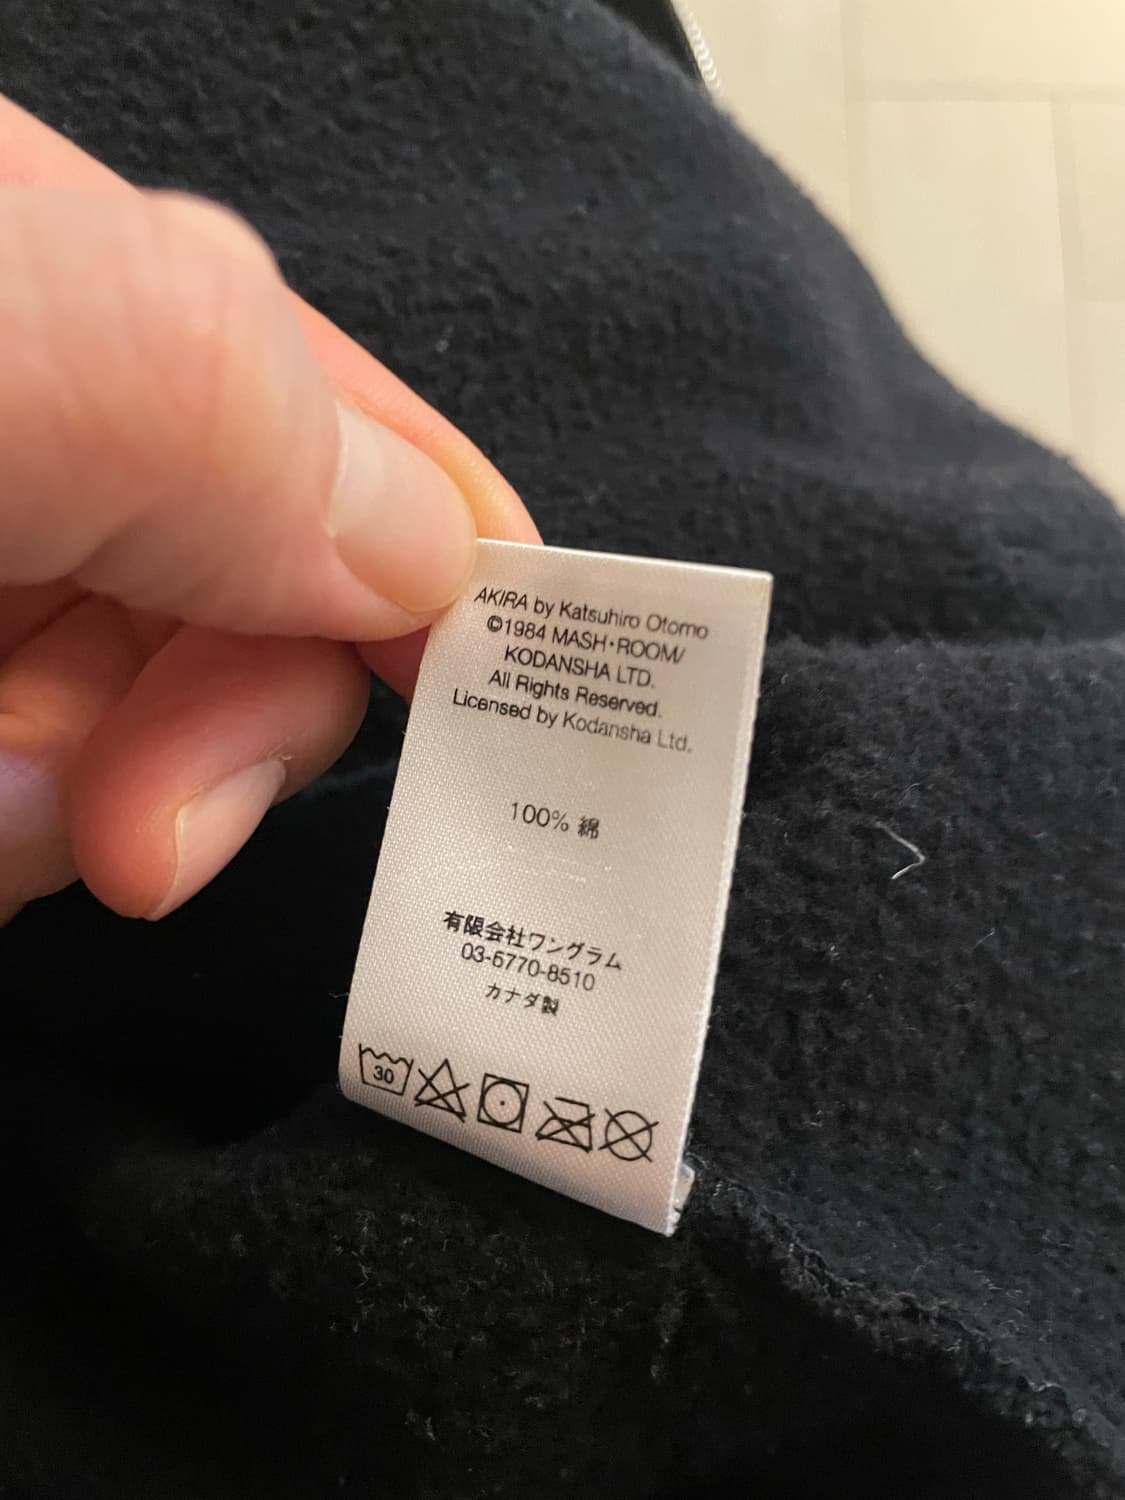 AKIRA by Katsuhiro Otomo
©1984 MASH・ROOM/
KODANSHA LTD.
All Rights Reserved.
Licensed by Kodansha Ltd.
100% 綿
有限会社ワングラム
03-6770-8510
カナダ製
30